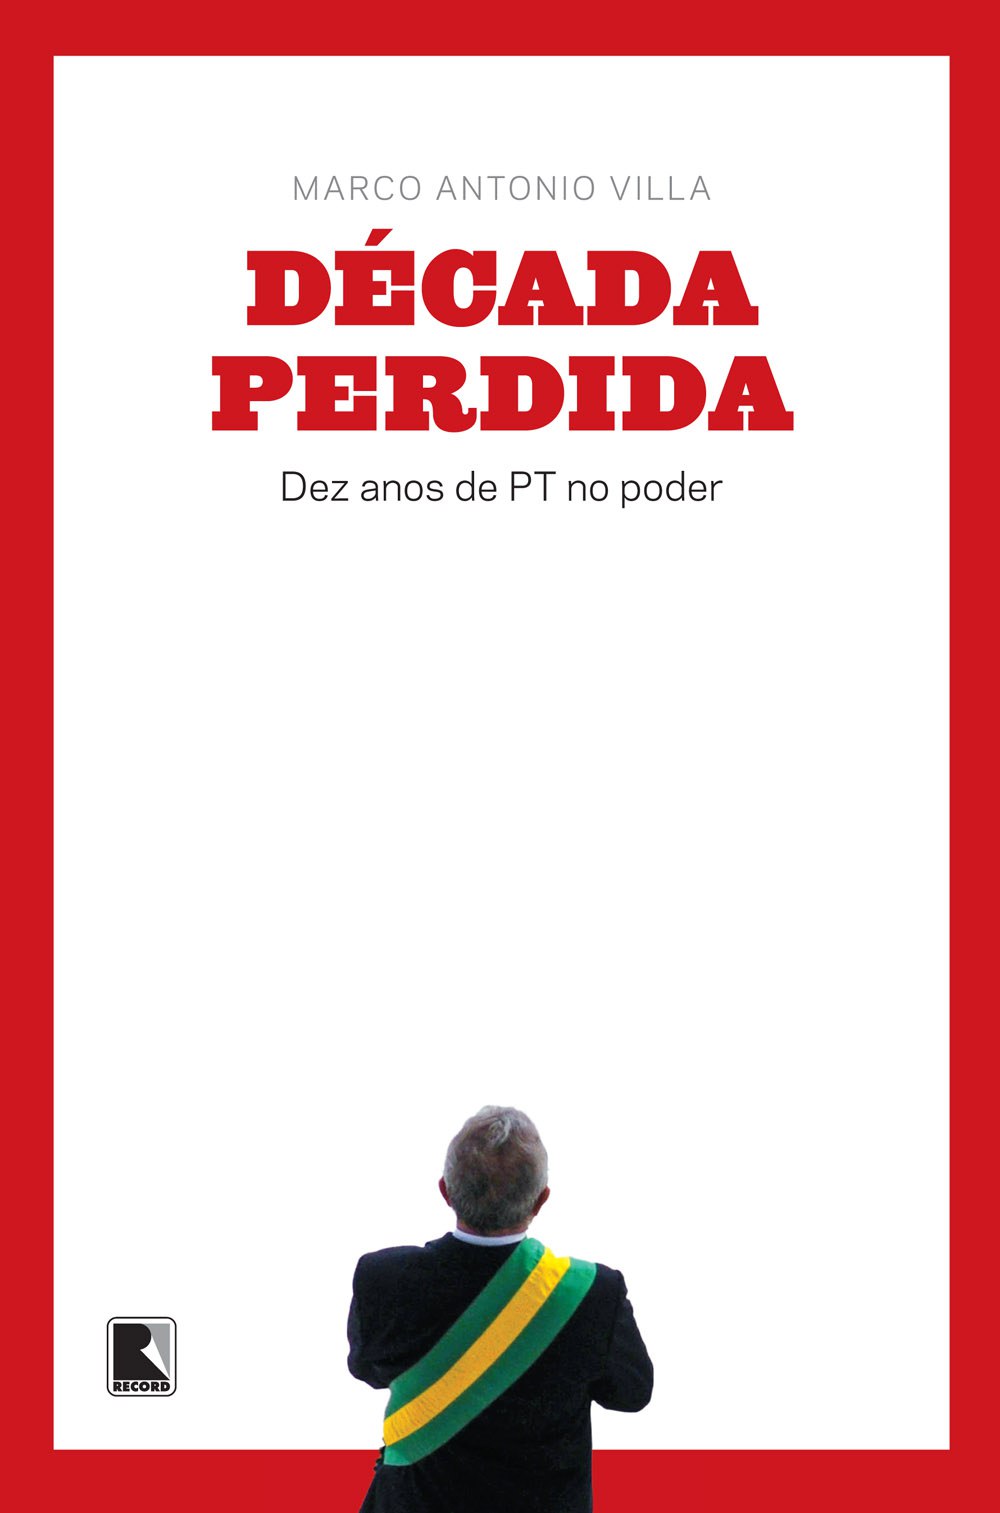 MARCO ANTONIO VILLA
DÉCADA
PERDIDA
Dez anos de PT no poder
RECORD